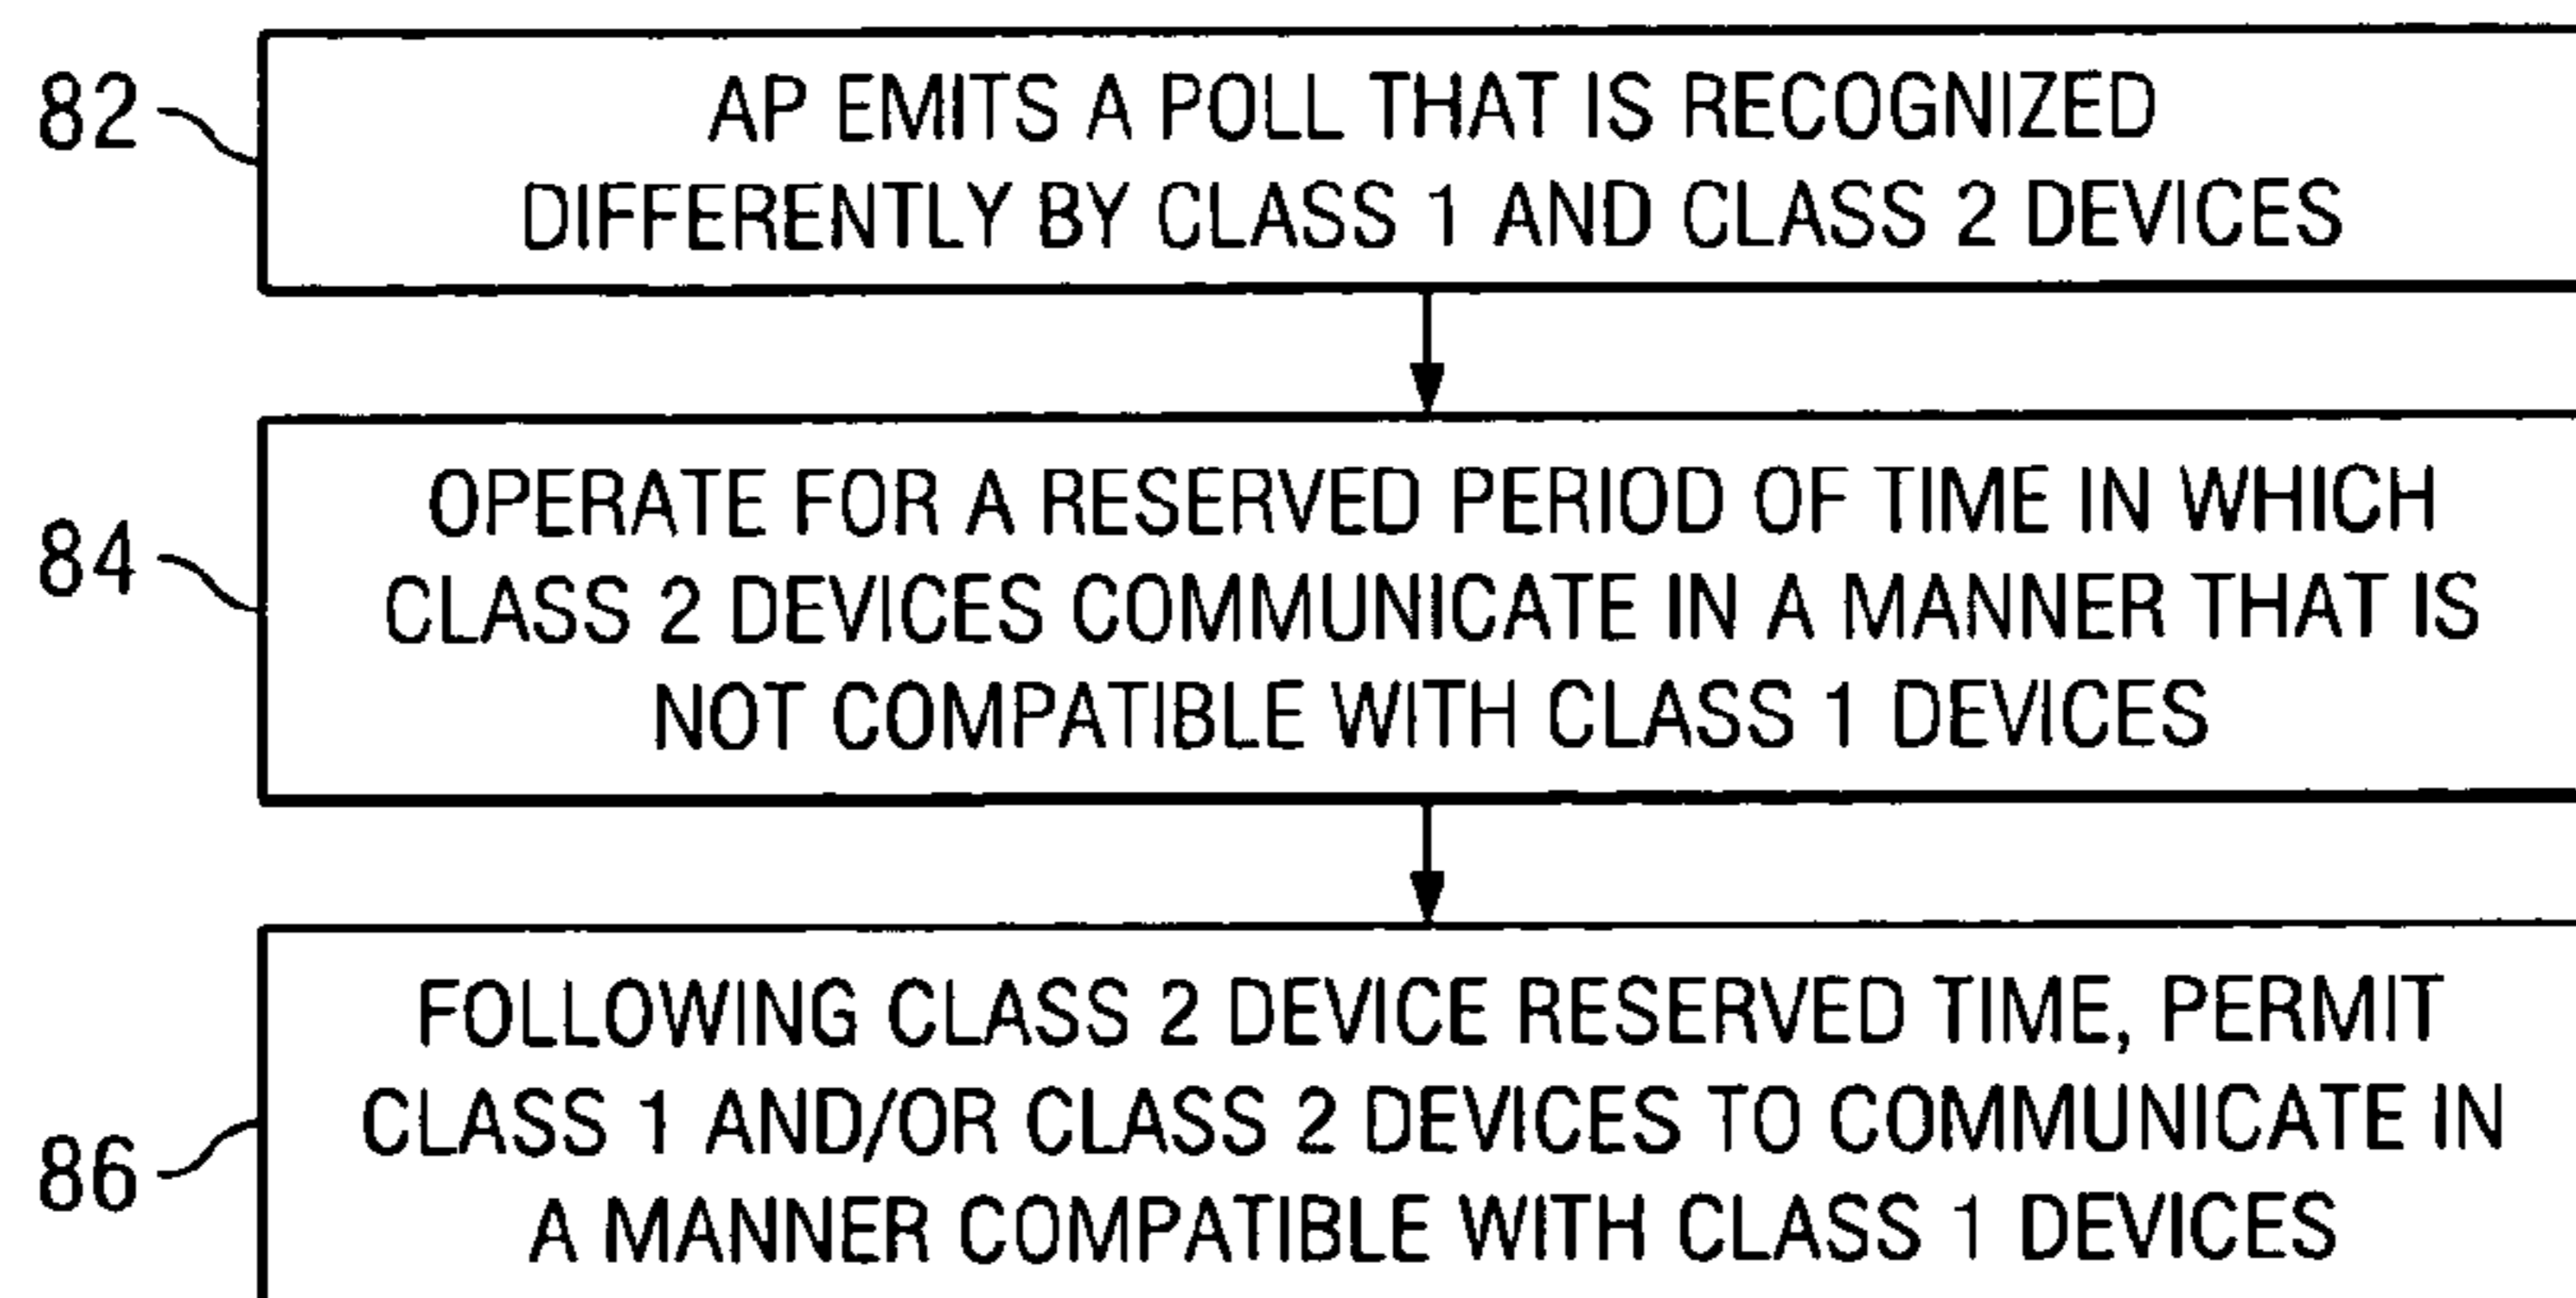 82
AP EMITS A POLL THAT IS RECOGNIZED
DIFFERENTLY BY CLASS 1 AND CLASS 2 DEVICES
84
OPERATE FOR A RESERVED PERIOD OF TIME IN WHICH
CLASS 2 DEVICES COMMUNICATE IN A MANNER THAT IS
NOT COMPATIBLE WITH CLASS 1 DEVICES
86
FOLLOWING CLASS 2 DEVICE RESERVED TIME, PERMIT
CLASS 1 AND/OR CLASS 2 DEVICES TO COMMUNICATE IN
A MANNER COMPATIBLE WITH CLASS 1 DEVICES